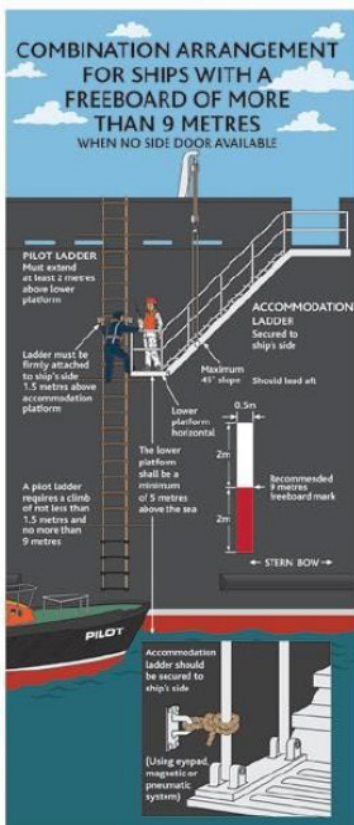 COMBINATION ARRANGEMENT
FOR SHIPS WITH A
FREEBOARD OF MORE
THAN 9 METRES
WHEN NO SIDE DOOR AVAILABLE
PILOT LADDER
Must extend
at least 2 metres
above lower
platform
Ladder must be
firmly attached
to ship's side
1.5 metres above
accommodation
platform
A pilot ladder
requires a climb
of not less than
1.5 metres and
no more than
9 metres
ACCOMMODATION
LADDER
Secured to
ship's side
Maximum
45° slope
Should lead aft
Lower
platform
horizontal
The lower
platform
shall be a
minimum
of 5 metres
above the sea
0.5m
2m
2m
Recommended
9 metres
freeboard mark
STERN BOW
PILOT
Accommodation
ladder should
be secured to
ship's side
(Using eyepad,
magnetic or
pneumatic
system)